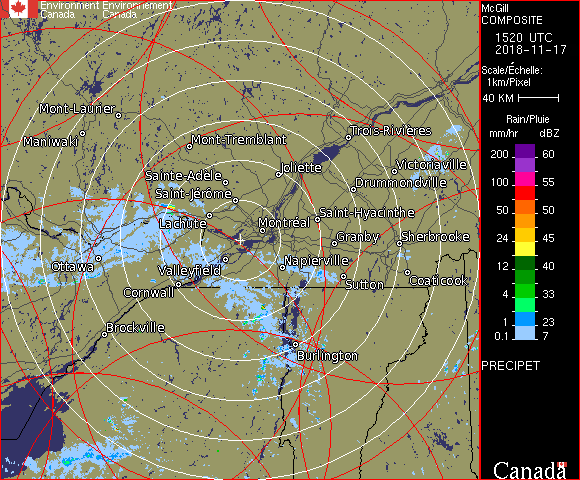 Environment Environnement
Canada Canada
McGill
COMPOSITE
1520 UTC
2018-11-17
Scale/Échelle:
1km/Pixel
40 KM
Rain/Pluie
mm/hr dBZ
200 60
100 55
50 50
24 45
12 40
4 33
1 23
0.1 7
PRECIPET
Canada
Mont-Laurier
Maniwaki
Mont-Tremblant
Trois-Rivières
Joliette
Victoriaville
Sainte-Adèle
Drummondville
Saint-Jérôme
Lachute
Saint-Hyacinthe
Montréal
Granby
Sherbrooke
Ottawa
Valleyfield
Napierville
Cornwall
Sutton
Coaticook
Brockville
Burlington